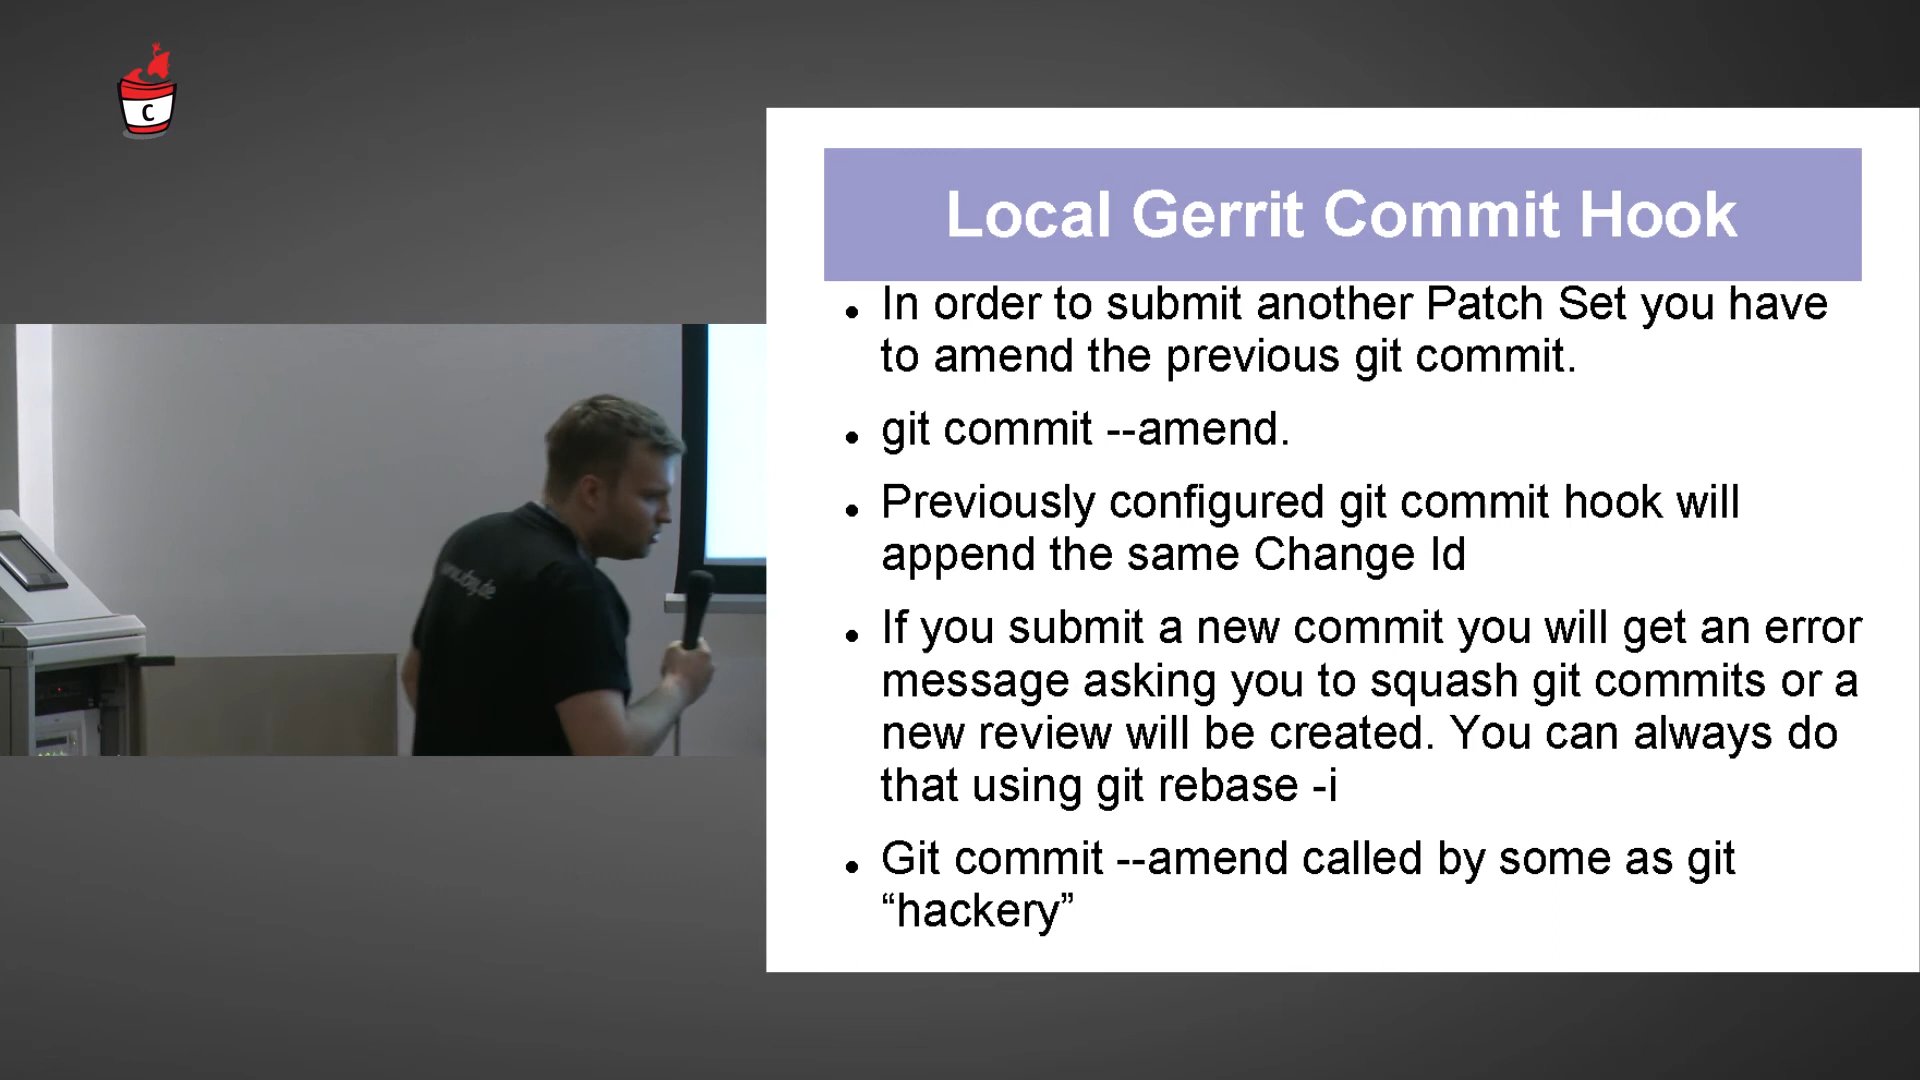 C
Local Gerrit Commit Hook
In order to submit another Patch Set you have
to amend the previous git commit.
git commit --amend.
Previously configured git commit hook will
append the same Change Id
If you submit a new commit you will get an error
message asking you to squash git commits or a
new review will be created. You can always do
that using git rebase -i
Git commit --amend called by some as git
“hackery”